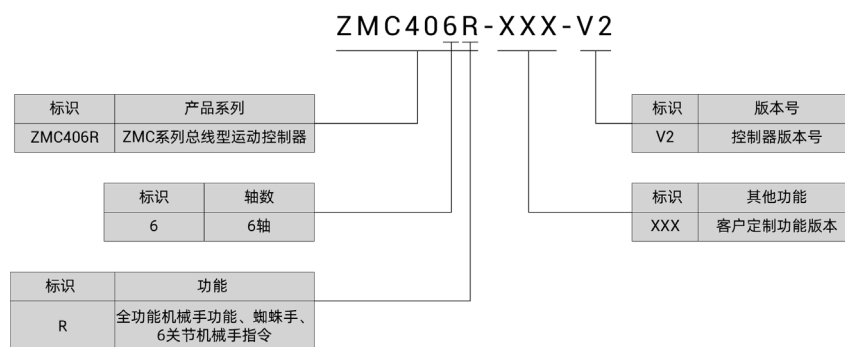 ZMC406R-XXX-V2
标识 产品系列
ZMC406R ZMC系列总线型运动控制器
标识 版本号
V2 控制器版本号
标识 轴数
6 6轴
标识 其他功能
XXX 客户定制功能版本
标识 功能
R 全功能机械手功能、蜘蛛手、
6关节机械手指令